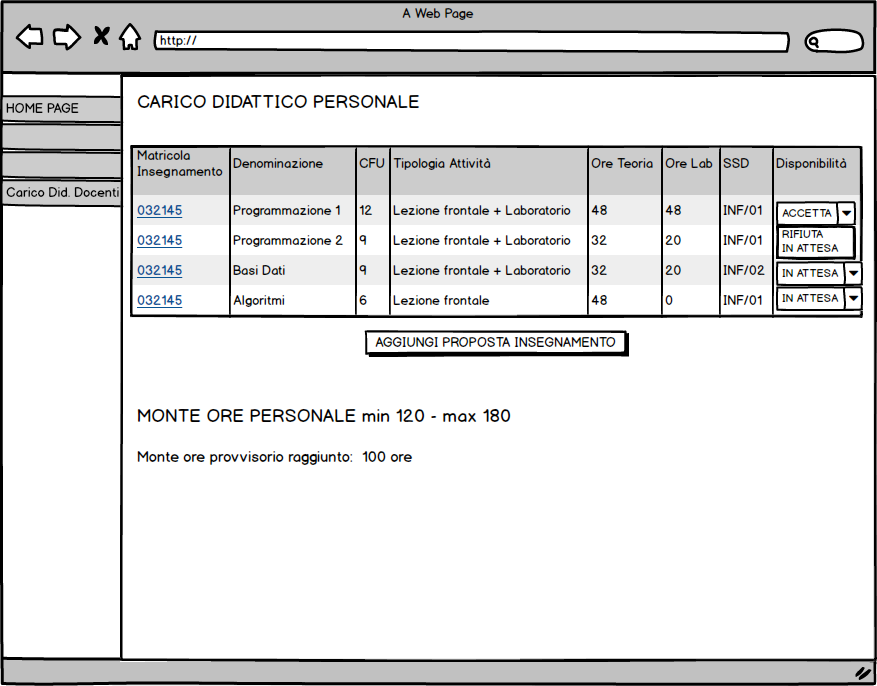 A Web Page
http://
HOME PAGE
Carico Did. Docenti
CARICO DIDATTICO PERSONALE
Matricola Insegnamento Denominazione CFU Tipologia Attività Ore Teoria Ore Lab SSD Disponibilità
032145 Programmazione 1 12 Lezione frontale + Laboratorio 48 48 INF/01 ACCETTA
RIFIUTA
032145 Programmazione 2 9 Lezione frontale + Laboratorio 32 20 INF/01 IN ATTESA
032145 Basi Dati 9 Lezione frontale + Laboratorio 32 20 INF/02 IN ATTESA
032145 Algoritmi 6 Lezione frontale 48 0 INF/01 IN ATTESA
AGGIUNGI PROPOSTA INSEGNAMENTO
MONTE ORE PERSONALE min 120 - max 180
Monte ore provvisorio raggiunto: 100 ore